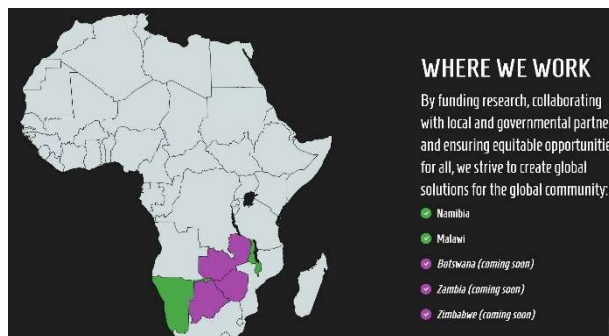 WHERE WE WORK
By funding research, collaborating
with local and governmental partne
and ensuring equitable opportunitie
for all, we strive to create global
solutions for the global community:
Namibia
Malawi
Botswana (coming soon)
Zambia (coming soon)
Zimbabwe (coming soon)